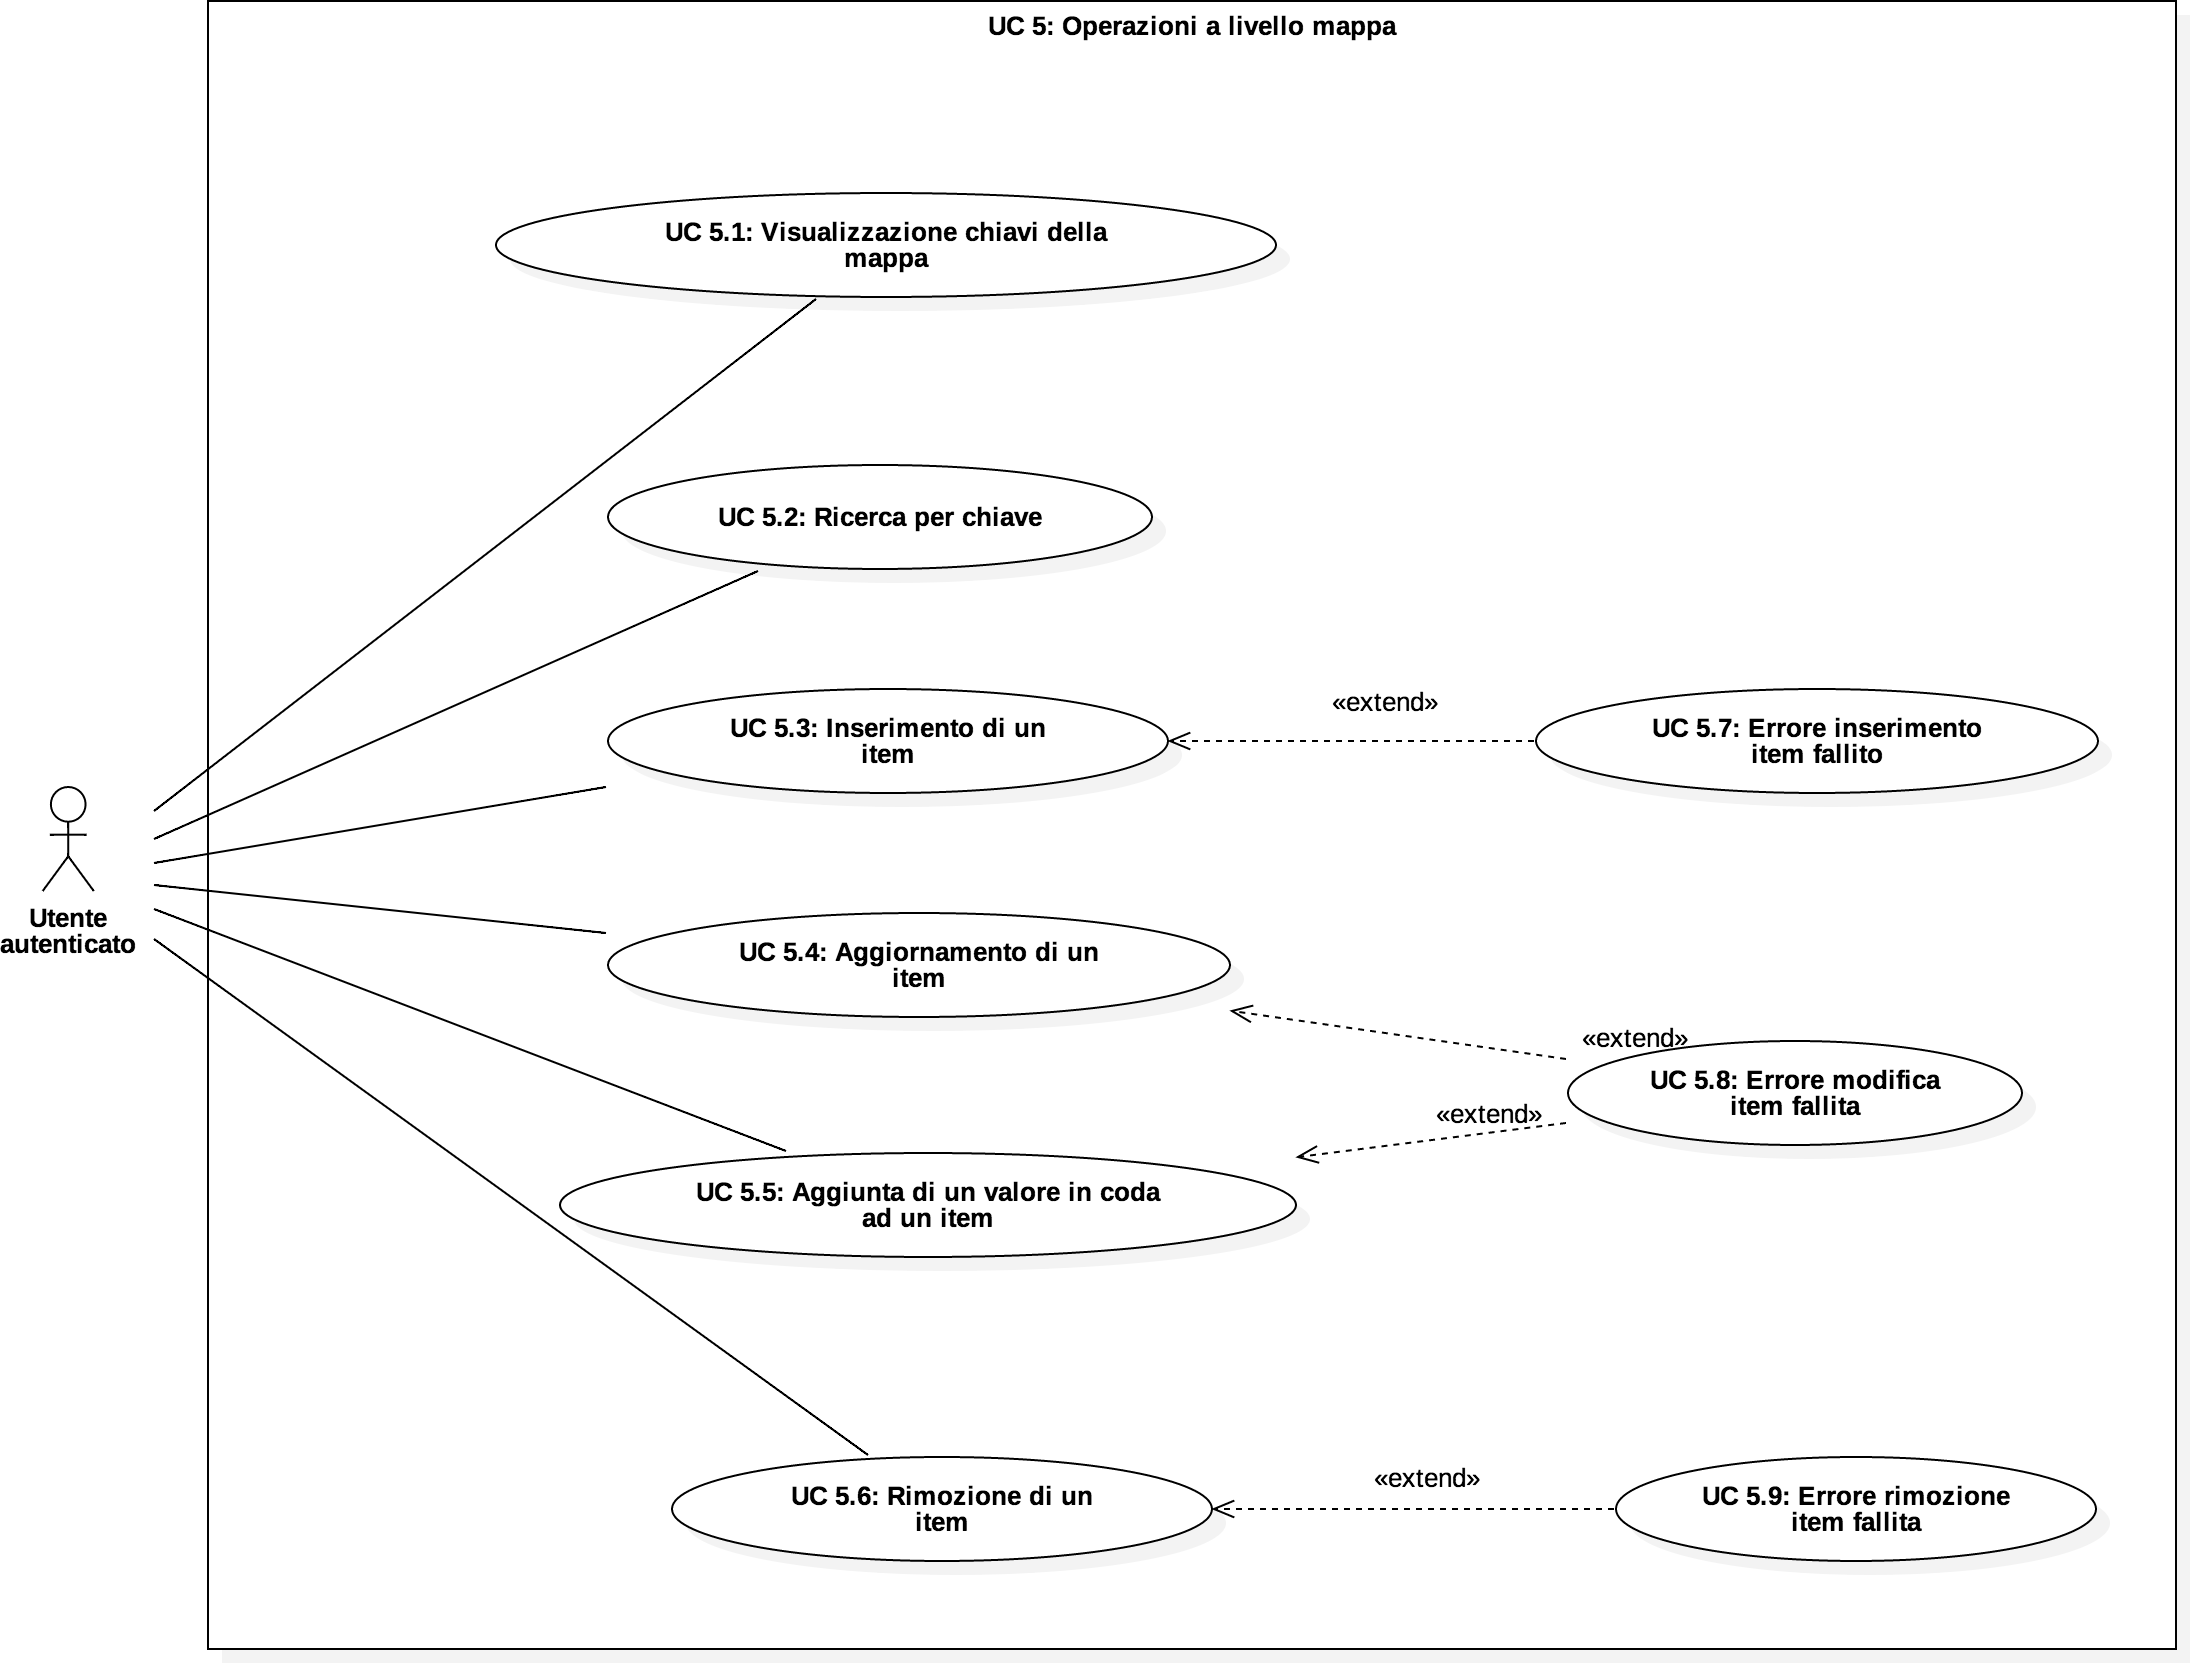 UC 5: Operazioni a livello mappa
UC 5.1: Visualizzazione chiavi della
mappa
UC 5.2: Ricerca per chiave
UC 5.3: Inserimento di un
item
«extend»
UC 5.7: Errore inserimento
item fallito
Utente
autenticato
UC 5.4: Aggiornamento di un
item
«extend»
UC 5.8: Errore modifica
item fallita
«extend»
UC 5.5: Aggiunta di un valore in coda
ad un item
UC 5.6: Rimozione di un
item
«extend»
UC 5.9: Errore rimozione
item fallita